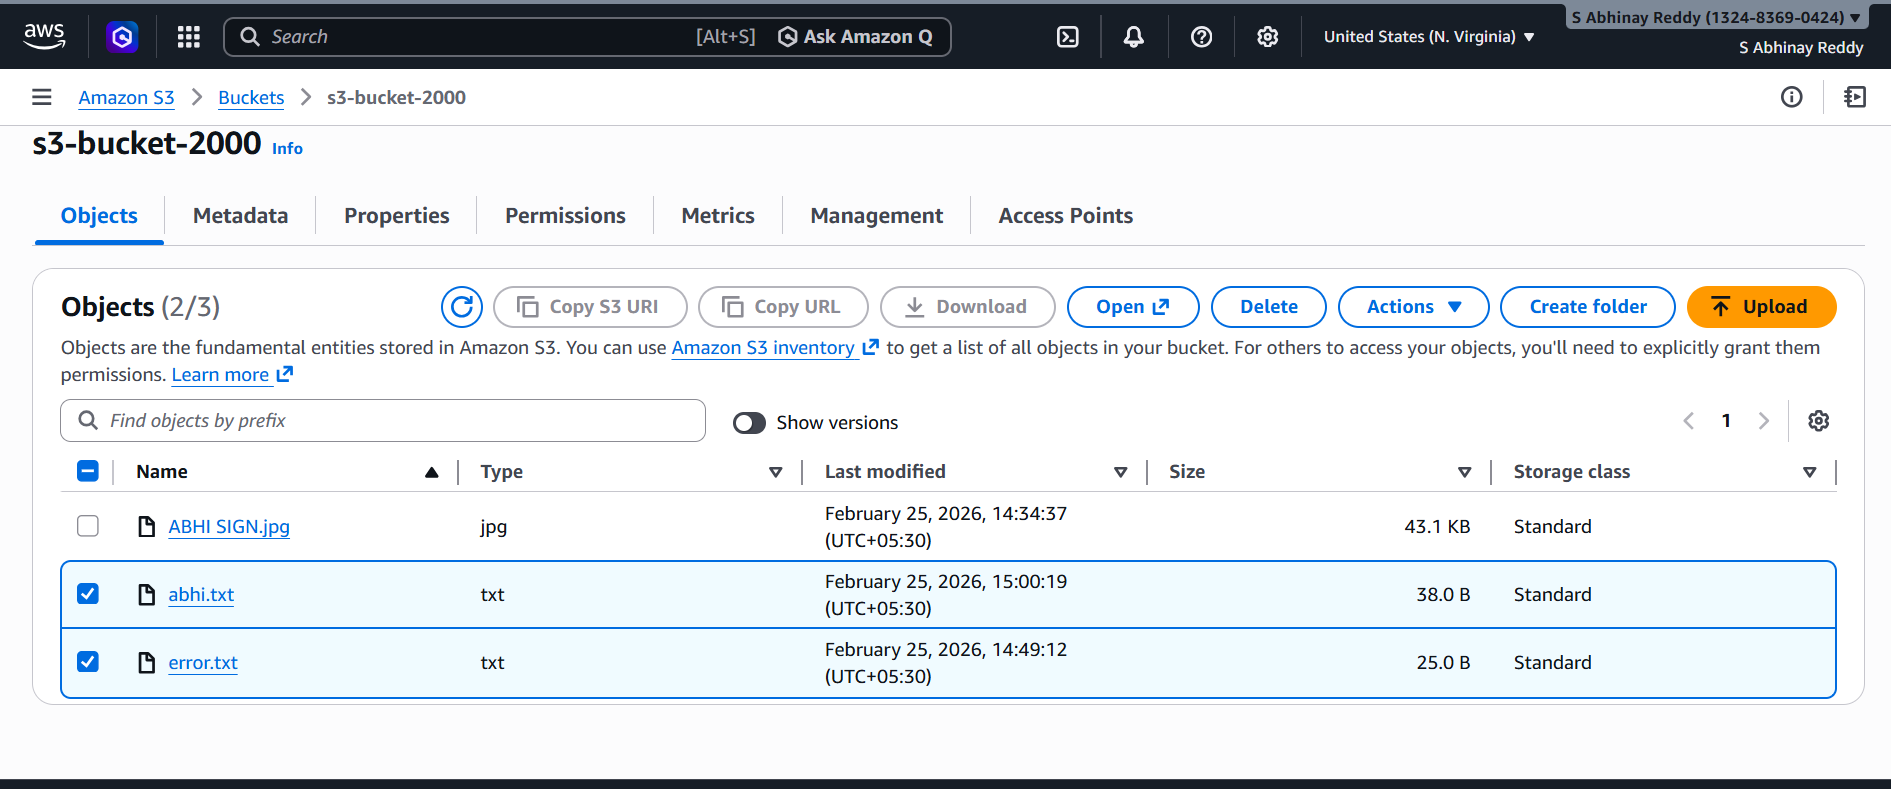 aws
Search [Alt+S] Ask Amazon Q United States (N. Virginia) S Abhinay Reddy (1324-8369-0424)
S Abhinay Reddy
Amazon S3 Buckets s3-bucket-2000
s3-bucket-2000 Info
Objects Metadata Properties Permissions Metrics Management Access Points
Objects (2/3) Copy S3 URI Copy URL Download Open Delete Actions Create folder Upload
Objects are the fundamental entities stored in Amazon S3. You can use Amazon S3 inventory to get a list of all objects in your bucket. For others to access your objects, you'll need to explicitly grant them
permissions. Learn more
Find objects by prefix Show versions 1
Name Type Last modified Size Storage class
ABHI SIGN.jpg jpg February 25, 2026, 14:34:37 (UTC+05:30) 43.1 KB Standard
abhi.txt txt February 25, 2026, 15:00:19 (UTC+05:30) 38.0 B Standard
error.txt txt February 25, 2026, 14:49:12 (UTC+05:30) 25.0 B Standard